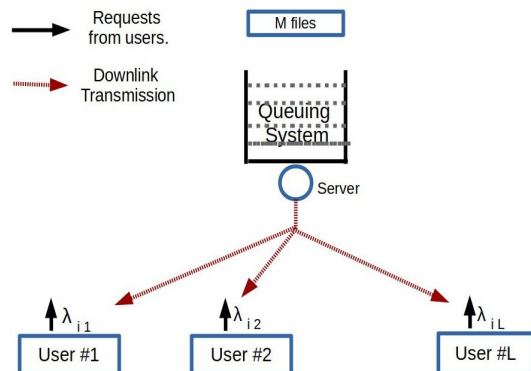 Requests
from users.
M files
Downlink
Transmission
Queuing
System
Server
λ i 1
λ i 2
λ i L
User #1
User #2
User #L